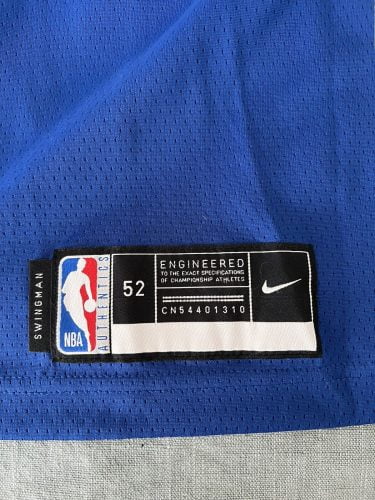 SWINGMAN
NBA
AUTHENTICS
52
ENGINEERED
TO THE EXACT SPECIFICATIONS
OF CHAMPIONSHIP ATHLETES
CN54401310